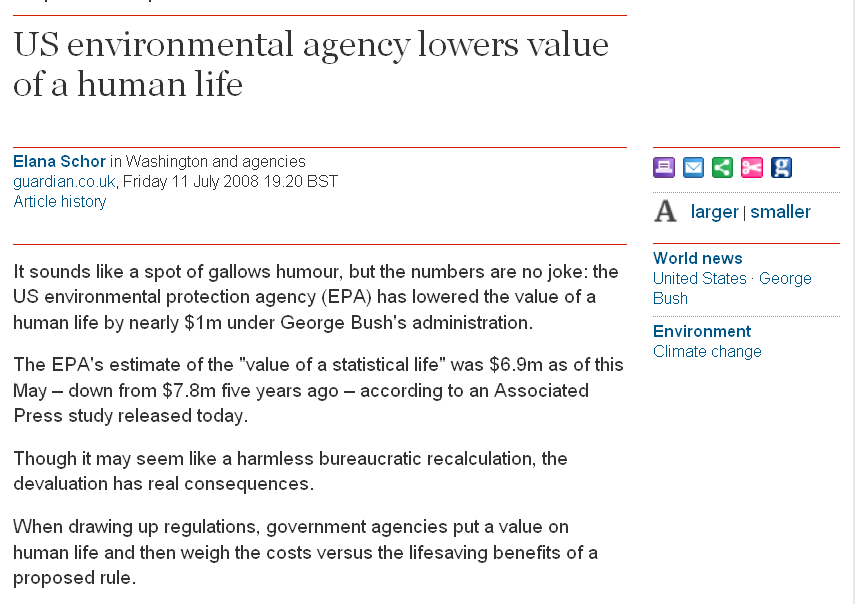 US environmental agency lowers value
of a human life
Elana Schor in Washington and agencies
guardian.co.uk, Friday 11 July 2008 19.20 BST
Article history
A larger | smaller
World news
United States · George
Bush
Environment
Climate change
It sounds like a spot of gallows humour, but the numbers are no joke: the
US environmental protection agency (EPA) has lowered the value of a
human life by nearly $1m under George Bush's administration.
The EPA's estimate of the "value of a statistical life" was $6.9m as of this
May – down from $7.8m five years ago – according to an Associated
Press study released today.
Though it may seem like a harmless bureaucratic recalculation, the
devaluation has real consequences.
When drawing up regulations, government agencies put a value on
human life and then weigh the costs versus the lifesaving benefits of a
proposed rule.